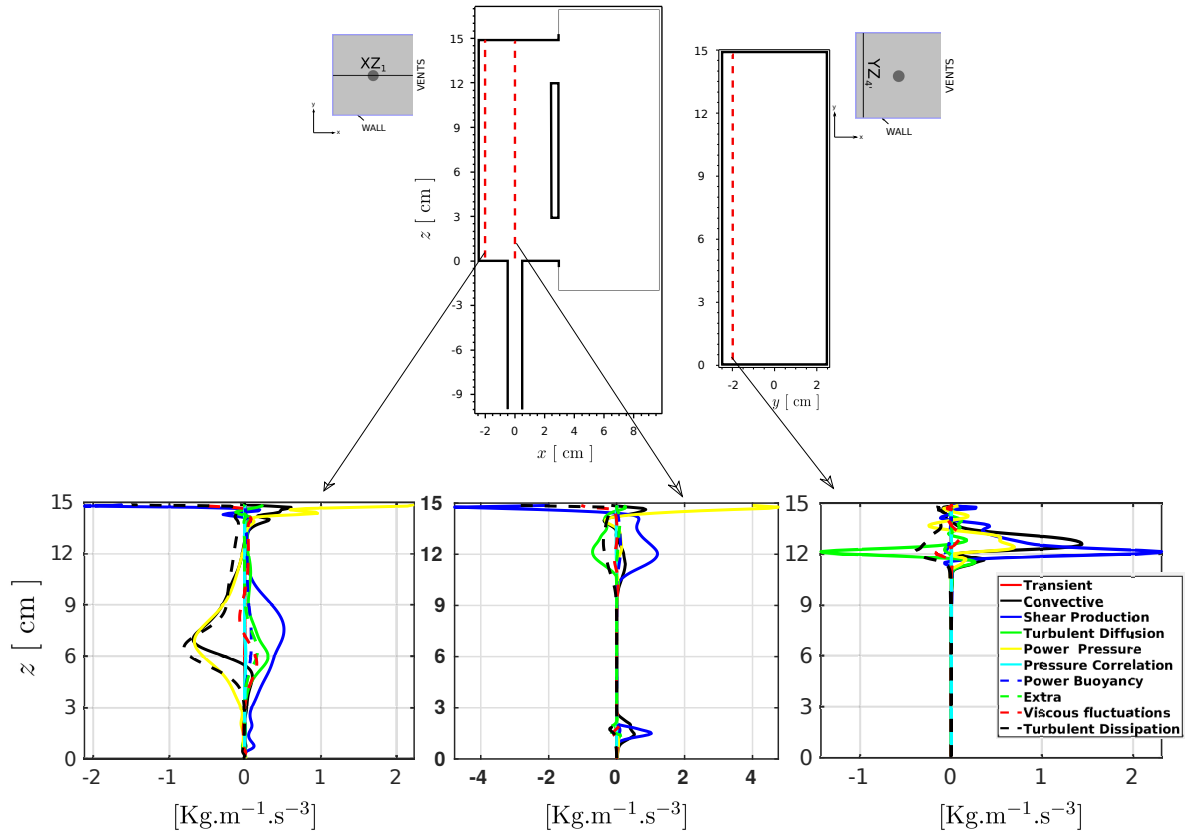 XZ1
VENTS
WALL
y
x
15
12
9
6
3
0
-3
-6
-9
z [ cm ]
-2 0 2 4 6 8
x [ cm ]
15
12
9
6
3
0
-2 0 2
y [ cm ]
YZ4'
VENTS
WALL
y
x
15
12
9
6
3
0
z [ cm ]
-2 -1 0 1 2
[Kg.m−1.s−3]
15
12
9
6
3
0
-4 -2 0 2 4
[Kg.m−1.s−3]
15
12
9
6
3
0
-1 0 1 2
[Kg.m−1.s−3]
Transient
Convective
Shear Production
Turbulent Diffusion
Power Pressure
Pressure Correlation
Power Buoyancy
Extra
Viscous fluctuations
Turbulent Dissipation